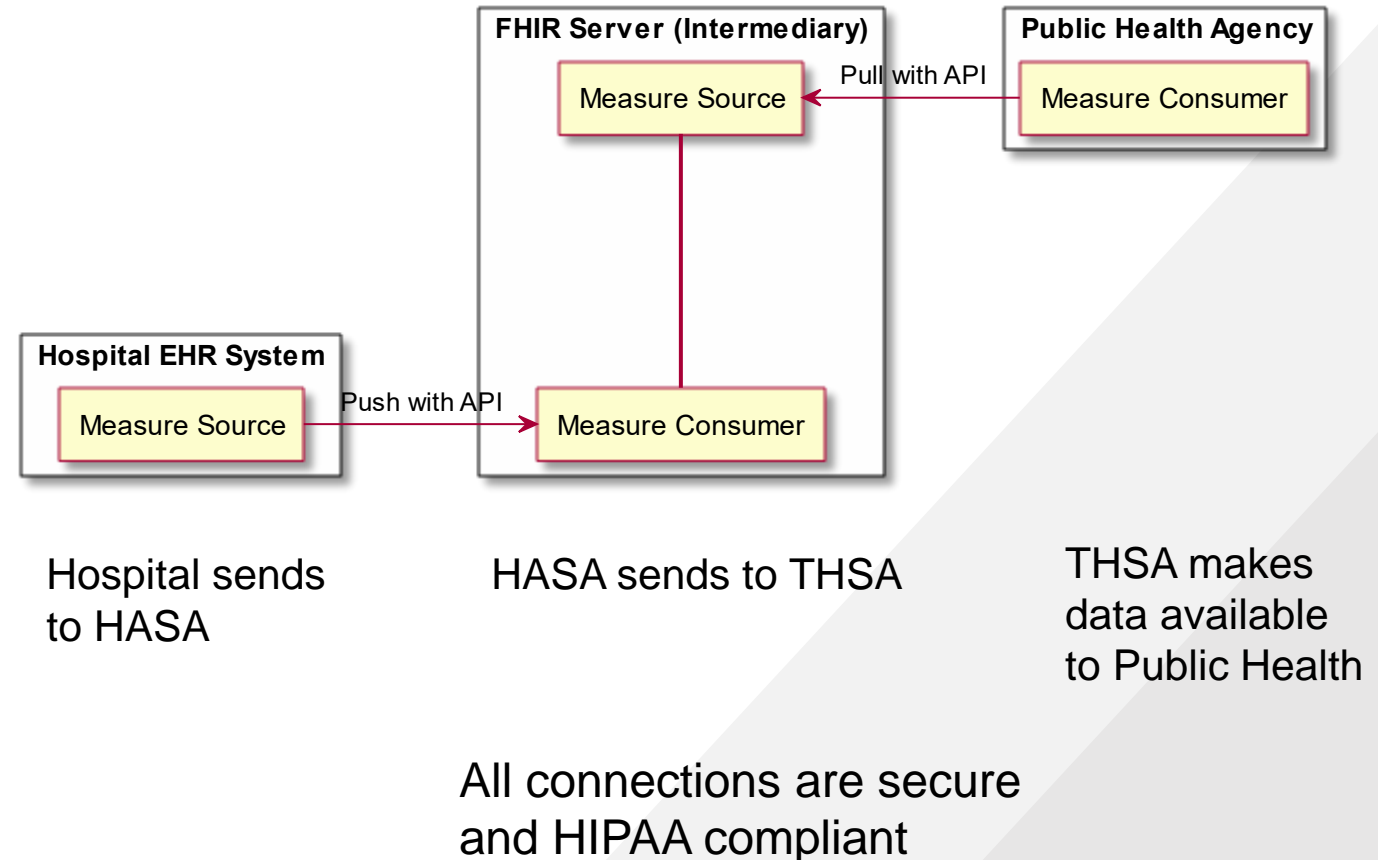 FHIR Server (Intermediary)
Public Health Agency
Measure Source
Pull with API
Measure Consumer
Hospital EHR System
Measure Source
Push with API
Measure Consumer
Hospital sends
to HASA
HASA sends to THSA
THSA makes
data available
to Public Health
All connections are secure
and HIPAA compliant